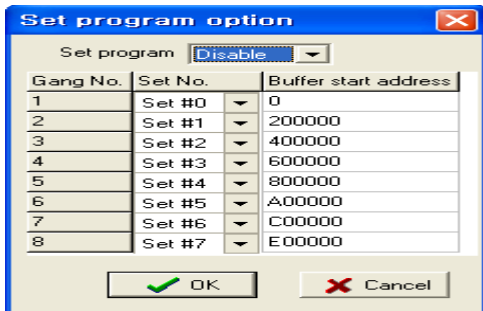 Set program option
Set program Disable
Gang No. Set No. Buffer start address
1 Set #0 0
2 Set #1 200000
3 Set #2 400000
4 Set #3 600000
5 Set #4 800000
6 Set #5 A00000
7 Set #6 C00000
8 Set #7 E00000
OK Cancel